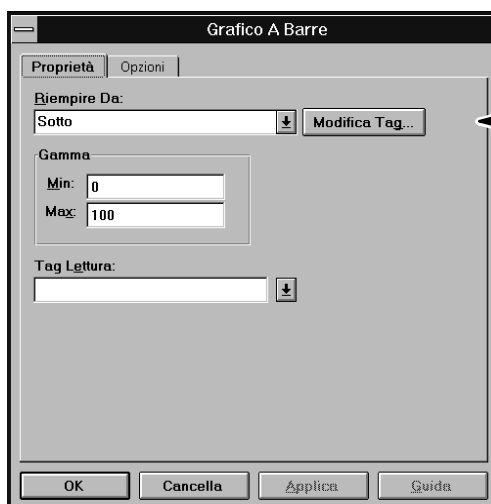 Grafico A Barre
Proprietà Opzioni
Riempire Da:
Sotto Modifica Tag...
Gamma
Min: 0
Max: 100
Tag Lettura:
OK Cancella Applica Guida